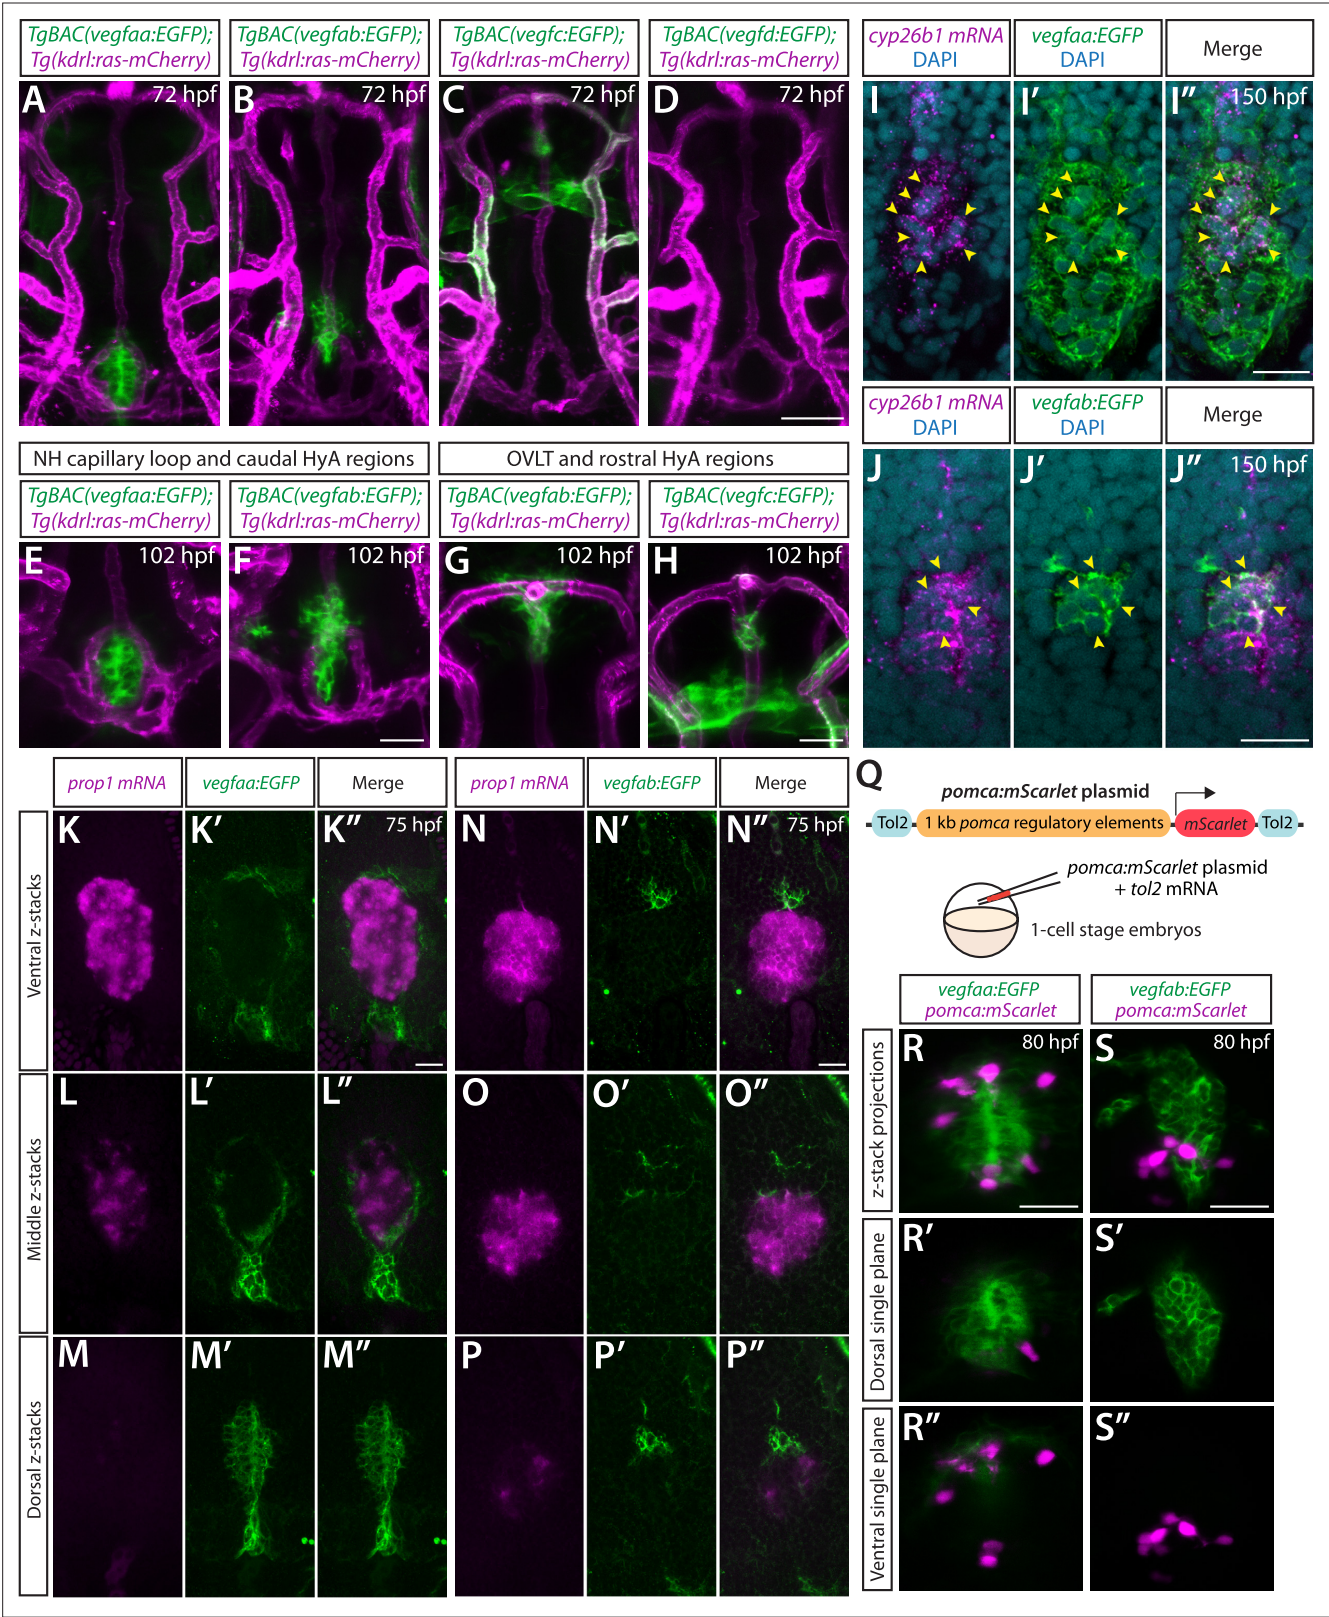 TgBAC(vegfaa:EGFP);
Tg(kdrl:ras-mCherry)
TgBAC(vegfab:EGFP);
Tg(kdrl:ras-mCherry)
TgBAC(vegfc:EGFP);
Tg(kdrl:ras-mCherry)
TgBAC(vegfd:EGFP);
Tg(kdrl:ras-mCherry)
A 72 hpf
B 72 hpf
C 72 hpf
D 72 hpf
cyp26b1 mRNA
DAPI
vegfaa:EGFP
DAPI
Merge
I
I′
I″ 150 hpf
cyp26b1 mRNA
DAPI
vegfab:EGFP
DAPI
Merge
J
J′
J″ 150 hpf
NH capillary loop and caudal HyA regions
OVLT and rostral HyA regions
TgBAC(vegfaa:EGFP);
Tg(kdrl:ras-mCherry)
TgBAC(vegfab:EGFP);
Tg(kdrl:ras-mCherry)
TgBAC(vegfab:EGFP);
Tg(kdrl:ras-mCherry)
TgBAC(vegfc:EGFP);
Tg(kdrl:ras-mCherry)
E 102 hpf
F 102 hpf
G 102 hpf
H 102 hpf
prop1 mRNA
vegfaa:EGFP
Merge
prop1 mRNA
vegfab:EGFP
Merge
Ventral z-stacks
K
K′
K″ 75 hpf
N
N′
N″ 75 hpf
Middle z-stacks
L
L′
L″
O
O′
O″
Dorsal z-stacks
M
M′
M″
P
P′
P″
Q
pomca:mScarlet plasmid
Tol2
1 kb pomca regulatory elements
mScarlet
Tol2
pomca:mScarlet plasmid
+ tol2 mRNA
1-cell stage embryos
vegfaa:EGFP
pomca:mScarlet
vegfab:EGFP
pomca:mScarlet
z-stack projections
R 80 hpf
S 80 hpf
Dorsal single plane
R′
S′
Ventral single plane
R″
S″